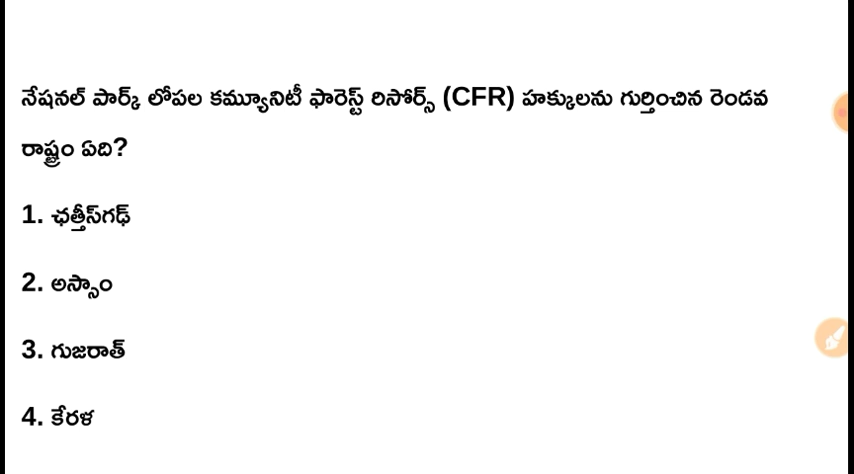 నేషనల్ పార్క్ లోపల కమ్యూనిటీ ఫారెస్ట్ రిసోర్స్ (CFR) హక్కులను గుర్తించిన రెండవ
రాష్ట్రం ఏది?
1. ఛత్తీస్‌గఢ్
2. అస్సాం
3. గుజరాత్
4. కేరళ